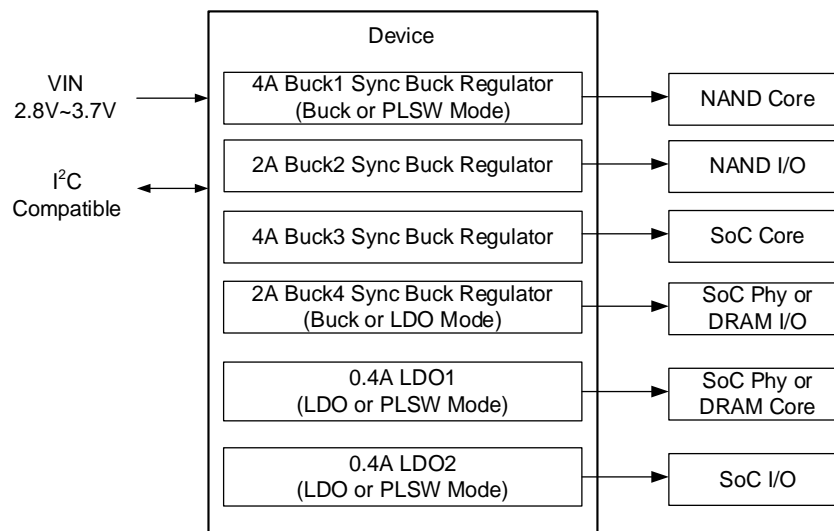 Device
VIN
2.8V~3.7V
I²C
Compatible
4A Buck1 Sync Buck Regulator
(Buck or PLSW Mode)
NAND Core
2A Buck2 Sync Buck Regulator
NAND I/O
4A Buck3 Sync Buck Regulator
SoC Core
2A Buck4 Sync Buck Regulator
(Buck or LDO Mode)
SoC Phy or
DRAM I/O
0.4A LDO1
(LDO or PLSW Mode)
SoC Phy or
DRAM Core
0.4A LDO2
(LDO or PLSW Mode)
SoC I/O